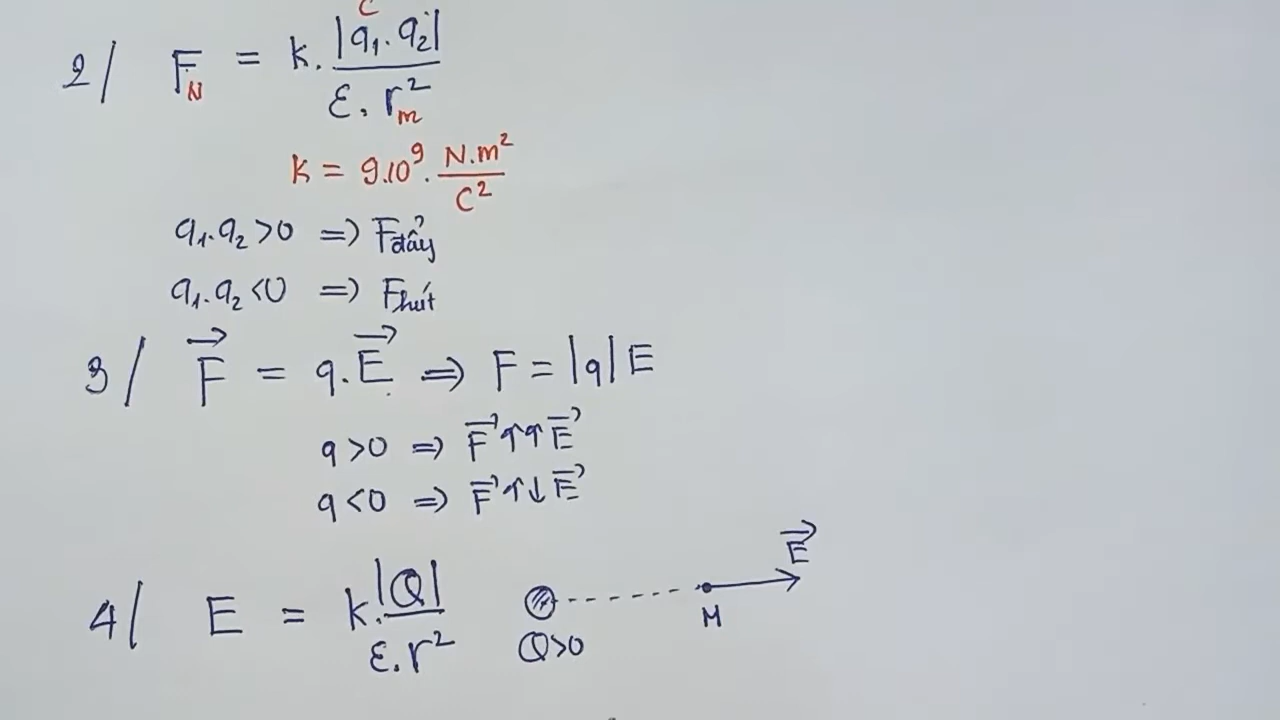 C
2/ F_N = k. |q₁.q₂| / ε.r²_m
k = 9.10⁹. N.m² / C²
q₁.q₂ > 0 => Fđẩy
q₁.q₂ < 0 => Fhút
3/ F⃗ = q.E⃗ => F = |q| E
q > 0 => F⃗ ↑↑ E⃗
q < 0 => F⃗ ↑↓ E⃗
4/ E = k. |Q| / ε.r²
Q>0
M
E⃗